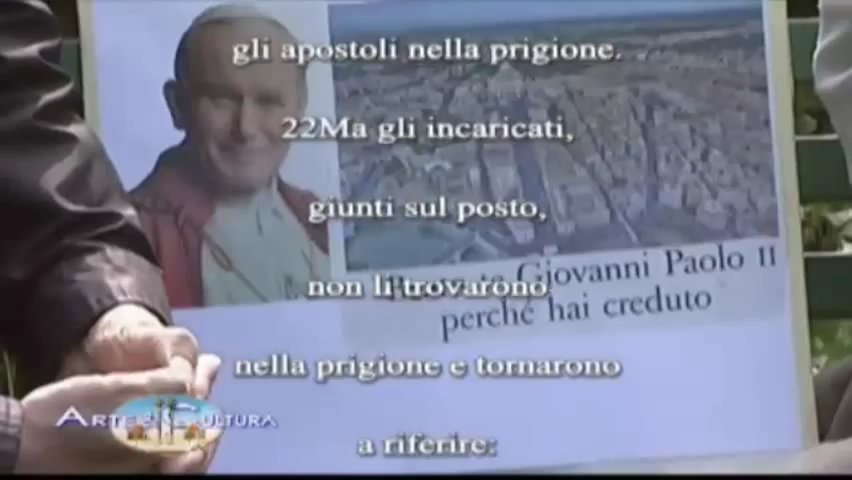 gli apostoli nella prigione.
22Ma gli incaricati,
giunti sul posto,
non li trovarono
nella prigione e tornarono
a riferire:
Giovanni Paolo II
perché hai creduto
ARTE & CULTURA